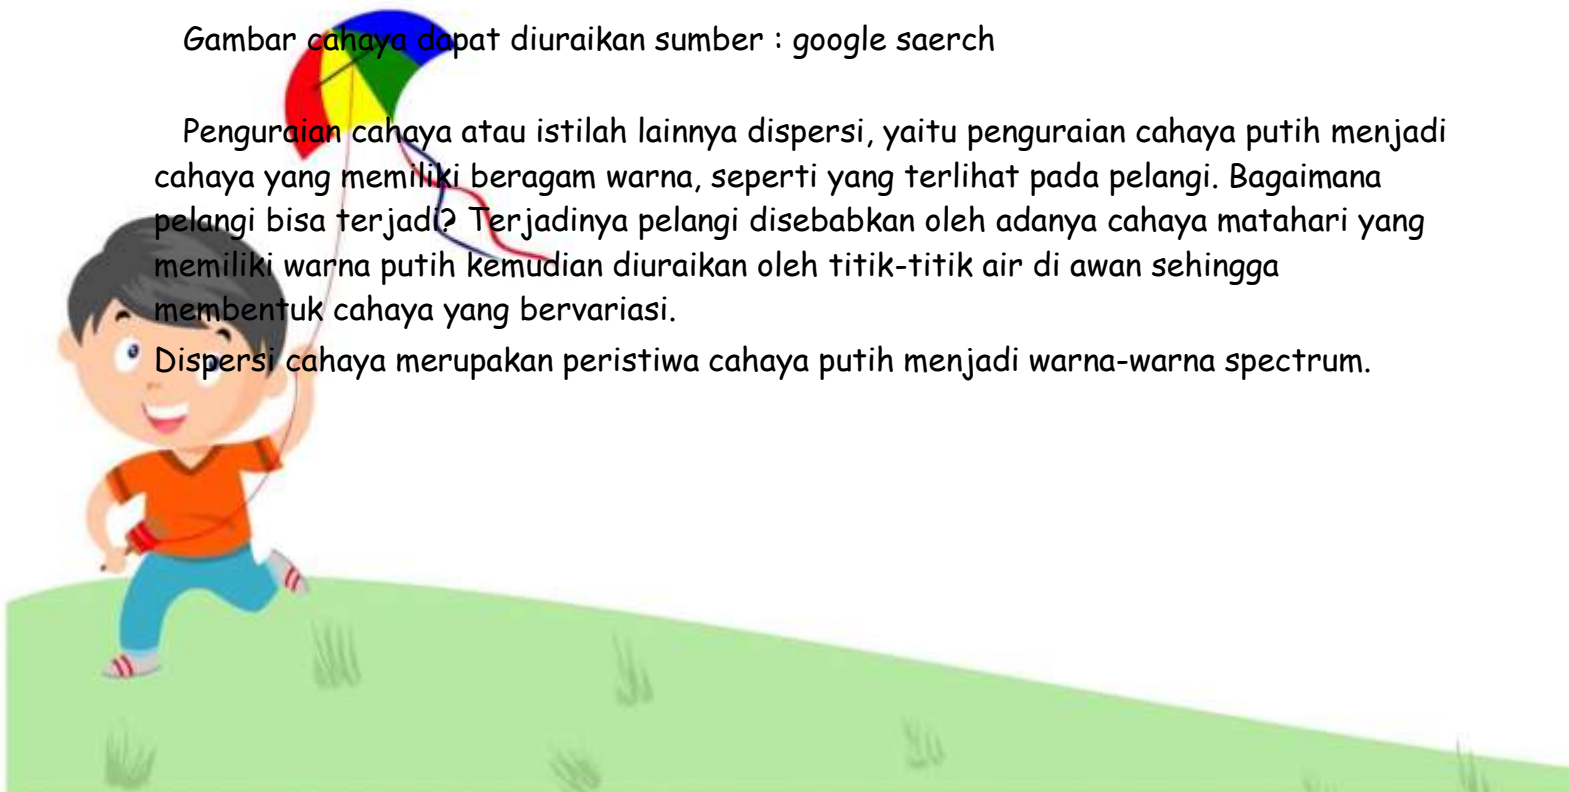 Gambar cahaya dapat diuraikan sumber : google saerch
Penguraian cahaya atau istilah lainnya dispersi, yaitu penguraian cahaya putih menjadi
cahaya yang memiliki beragam warna, seperti yang terlihat pada pelangi. Bagaimana
pelangi bisa terjadi? Terjadinya pelangi disebabkan oleh adanya cahaya matahari yang
memiliki warna putih kemudian diuraikan oleh titik-titik air di awan sehingga
membentuk cahaya yang bervariasi.
Dispersi cahaya merupakan peristiwa cahaya putih menjadi warna-warna spectrum.